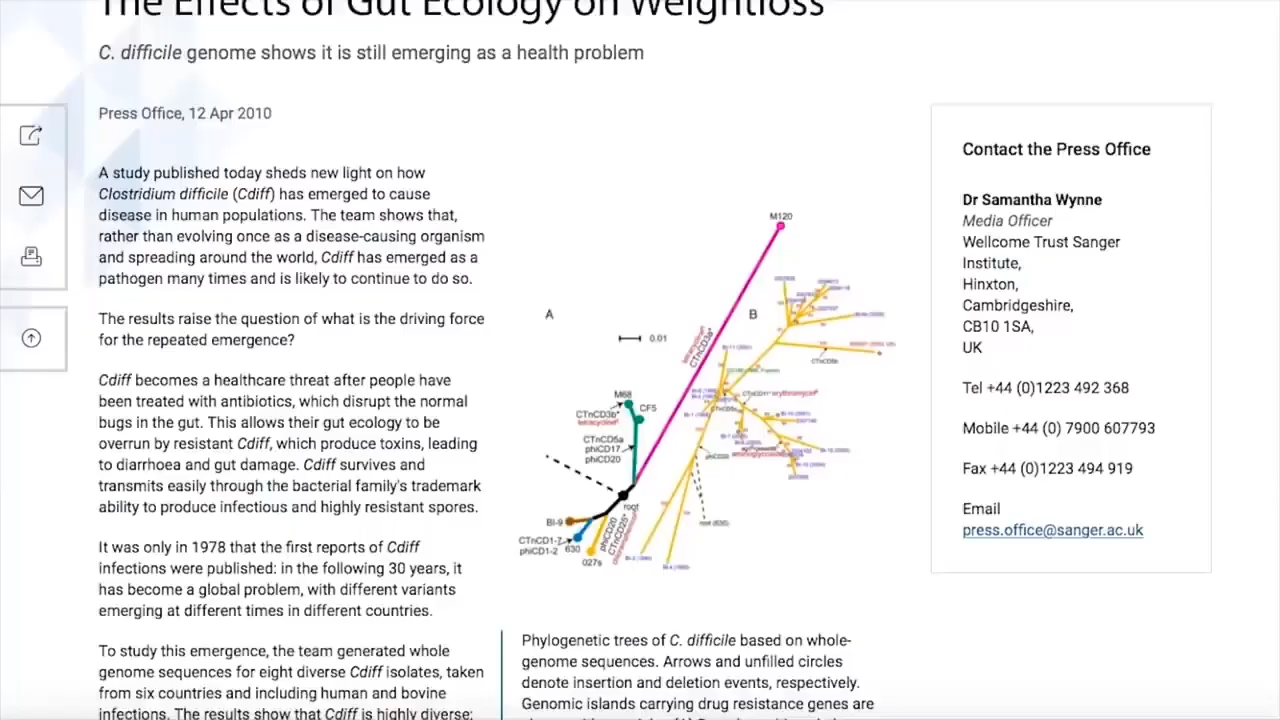 The Effects of Gut Ecology on Weightloss
C. difficile genome shows it is still emerging as a health problem
Press Office, 12 Apr 2010
A study published today sheds new light on how
Clostridium difficile (Cdiff) has emerged to cause
disease in human populations. The team shows that,
rather than evolving once as a disease-causing organism
and spreading around the world, Cdiff has emerged as a
pathogen many times and is likely to continue to do so.
The results raise the question of what is the driving force
for the repeated emergence?
Cdiff becomes a healthcare threat after people have
been treated with antibiotics, which disrupt the normal
bugs in the gut. This allows their gut ecology to be
overrun by resistant Cdiff, which produce toxins, leading
to diarrhoea and gut damage. Cdiff survives and
transmits easily through the bacterial family's trademark
ability to produce infectious and highly resistant spores.
It was only in 1978 that the first reports of Cdiff
infections were published: in the following 30 years, it
has become a global problem, with different variants
emerging at different times in different countries.
To study this emergence, the team generated whole
genome sequences for eight diverse Cdiff isolates, taken
from six countries and including human and bovine
infections. The results show that Cdiff is highly diverse;
M120
A
B
0.01
CTnCD3a*
M68
CF5
CTnCD3b*
tetracycline*
CTnCD5a
phiCD17
phiCD20
root
BI-9
CTnCD1-7
phiCD1-2
630
027s
phiCD20
CTnCD25*
root (630)
Phylogenetic trees of C. difficile based on whole-
genome sequences. Arrows and unfilled circles
denote insertion and deletion events, respectively.
Genomic islands carrying drug resistance genes are
Contact the Press Office
Dr Samantha Wynne
Media Officer
Wellcome Trust Sanger
Institute,
Hinxton,
Cambridgeshire,
CB10 1SA,
UK
Tel +44 (0)1223 492 368
Mobile +44 (0) 7900 607793
Fax +44 (0)1223 494 919
Email
press.office@sanger.ac.uk